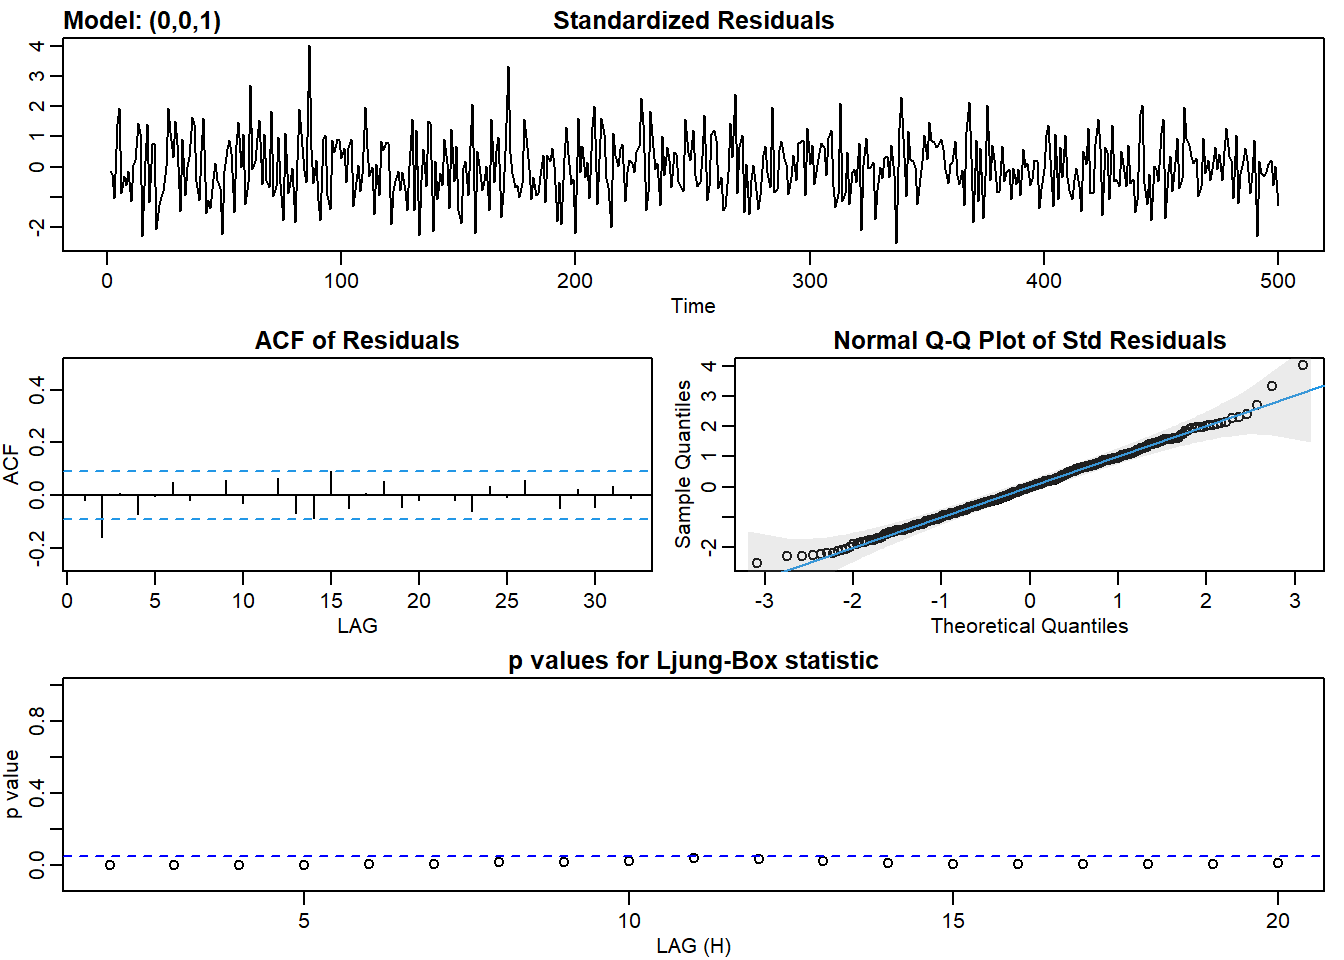 Model: (0,0,1) Standardized Residuals
4
3
2
1
0
-2
0 100 200 300 400 500
Time
ACF of Residuals
ACF
0.4
0.2
0.0
-0.2
0 5 10 15 20 25 30
LAG
Normal Q-Q Plot of Std Residuals
Sample Quantiles
4
3
2
1
0
-2
-3 -2 -1 0 1 2 3
Theoretical Quantiles
p values for Ljung-Box statistic
p value
0.8
0.4
0.0
5 10 15 20
LAG (H)